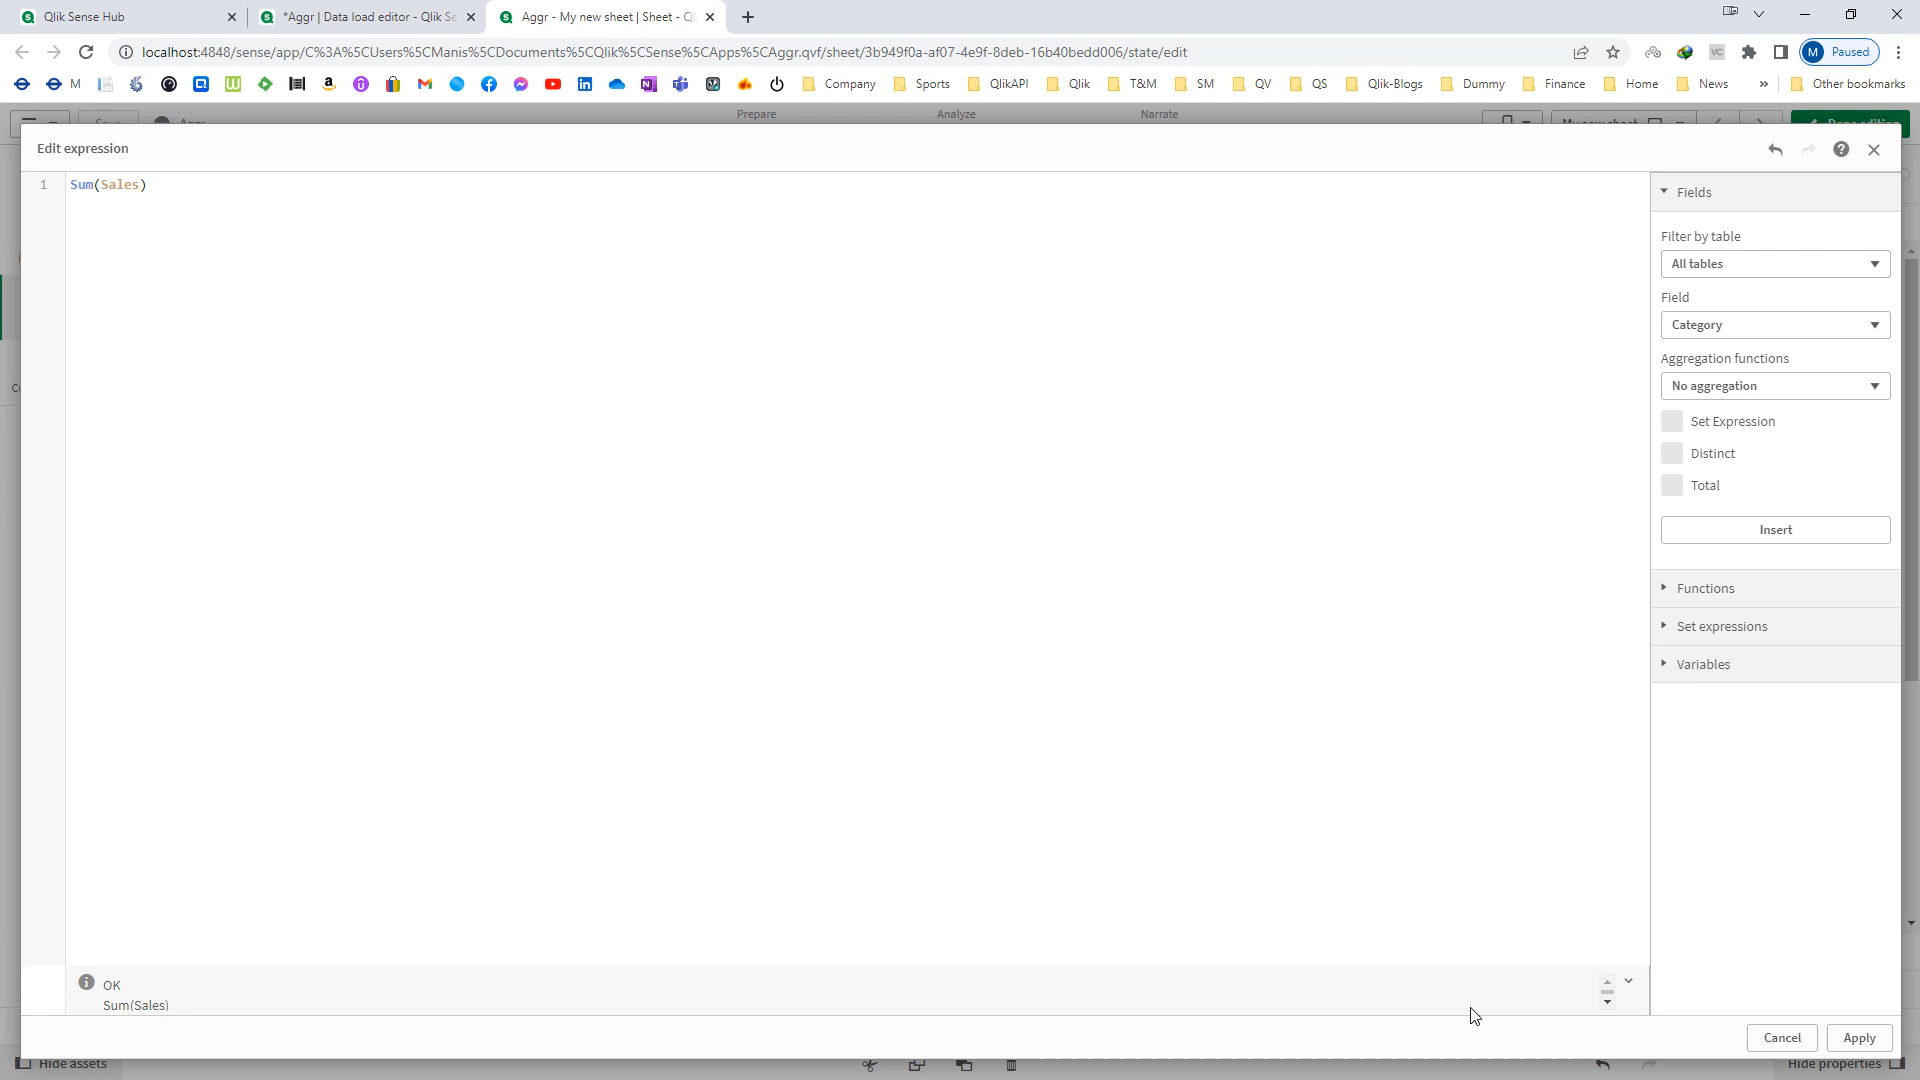 Qlik Sense Hub
*Aggr | Data load editor - Qlik Se
Aggr - My new sheet | Sheet - Q
localhost:4848/sense/app/C%3A%5CUsers%5CManis%5CDocuments%5CQlik%5CSense%5CApps%5CAggr.qvf/sheet/3b949f0a-af07-4e9f-8deb-16b40bedd006/state/edit
M Paused
M Company Sports QlikAPI Qlik T&M SM QV QS Qlik-Blogs Dummy Finance Home News » Other bookmarks
Prepare Analyze Narrate
Edit expression
1 Sum(Sales)
Fields
Filter by table
All tables
Field
Category
Aggregation functions
No aggregation
Set Expression
Distinct
Total
Insert
Functions
Set expressions
Variables
OK
Sum(Sales)
Cancel Apply
Hide assets Hide properties